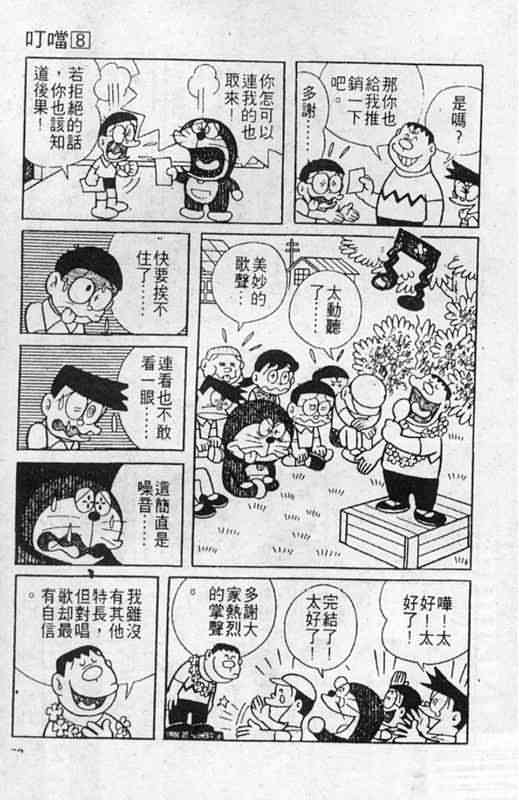 叮噹 8
是嗎?
那你也
給我推
銷一下
吧。
多謝……
你怎可以
連我的也
取來!
若拒絕的話
,你也該知
道後果!
太動聽
了……
美妙的
歌聲…
快要挨不
住了……
連看也不敢
看一眼……
這簡直是
噪音……
嘩!太
好!太
好了!
完結了!
太好了!
多謝大
家熱烈
的掌聲
。
我雖沒
有其他
特長,
但對唱
歌却最
有自信
。